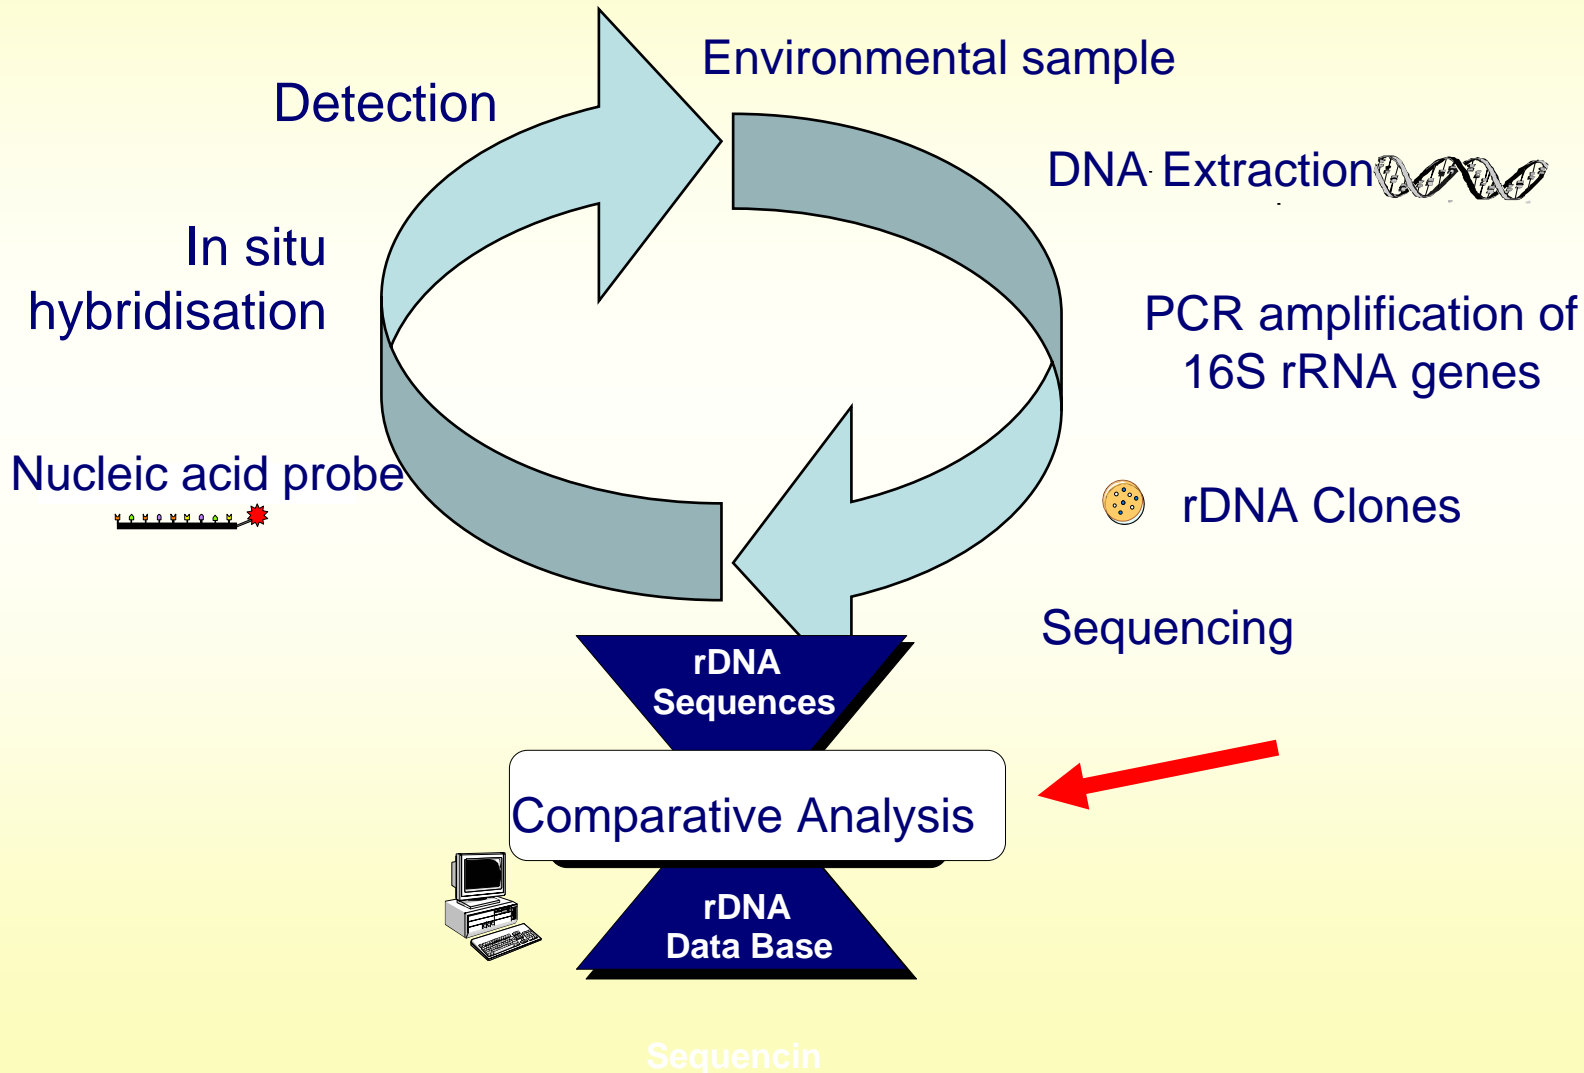 Environmental sample
Detection
DNA Extraction
In situ
hybridisation
PCR amplification of
16S rRNA genes
Nucleic acid probe
rDNA Clones
Sequencing
rDNA
Sequences
Comparative Analysis
rDNA
Data Base
Sequencin